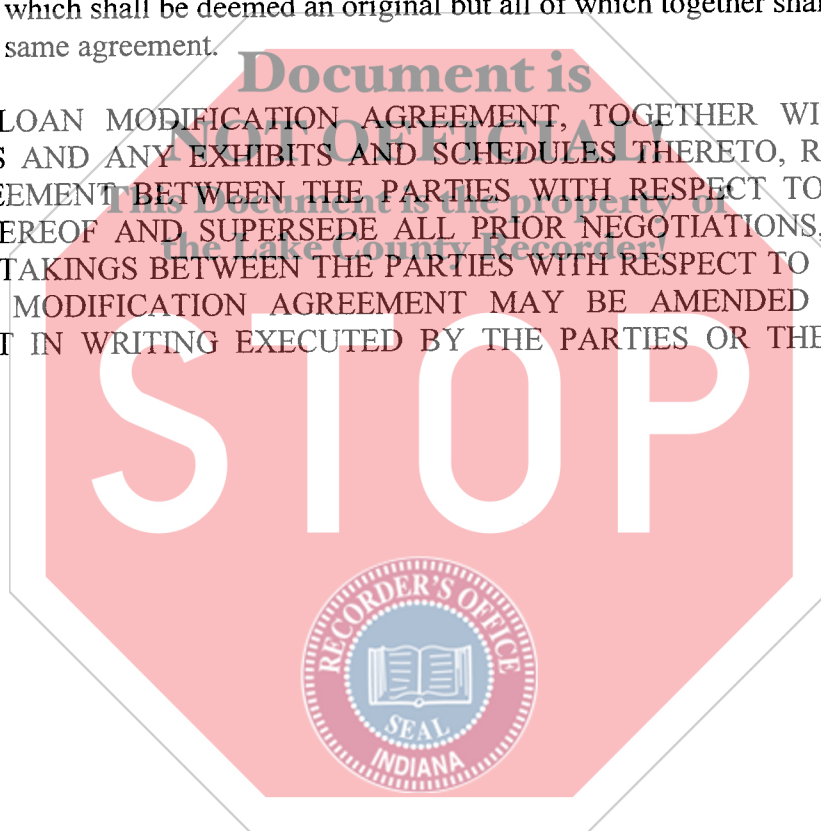 which shall be deemed an original but all of which together shal
same agreement.
Document is
LOAN MODIFICATION AGREEMENT, TOGETHER WI
NOT OFFICIAL!
S AND ANY EXHIBITS AND SCHEDULES THERETO, R
EEMENT BETWEEN THE PARTIES WITH RESPECT TO
This Document is the property of
EREOF AND SUPERSEDE ALL PRIOR NEGOTIATIONS,
the Lake County Recorder!
TAKINGS BETWEEN THE PARTIES WITH RESPECT TO
MODIFICATION AGREEMENT MAY BE AMENDED
T IN WRITING EXECUTED BY THE PARTIES OR THE
STOP
RECORDER'S OFFICE
SEAL
INDIANA